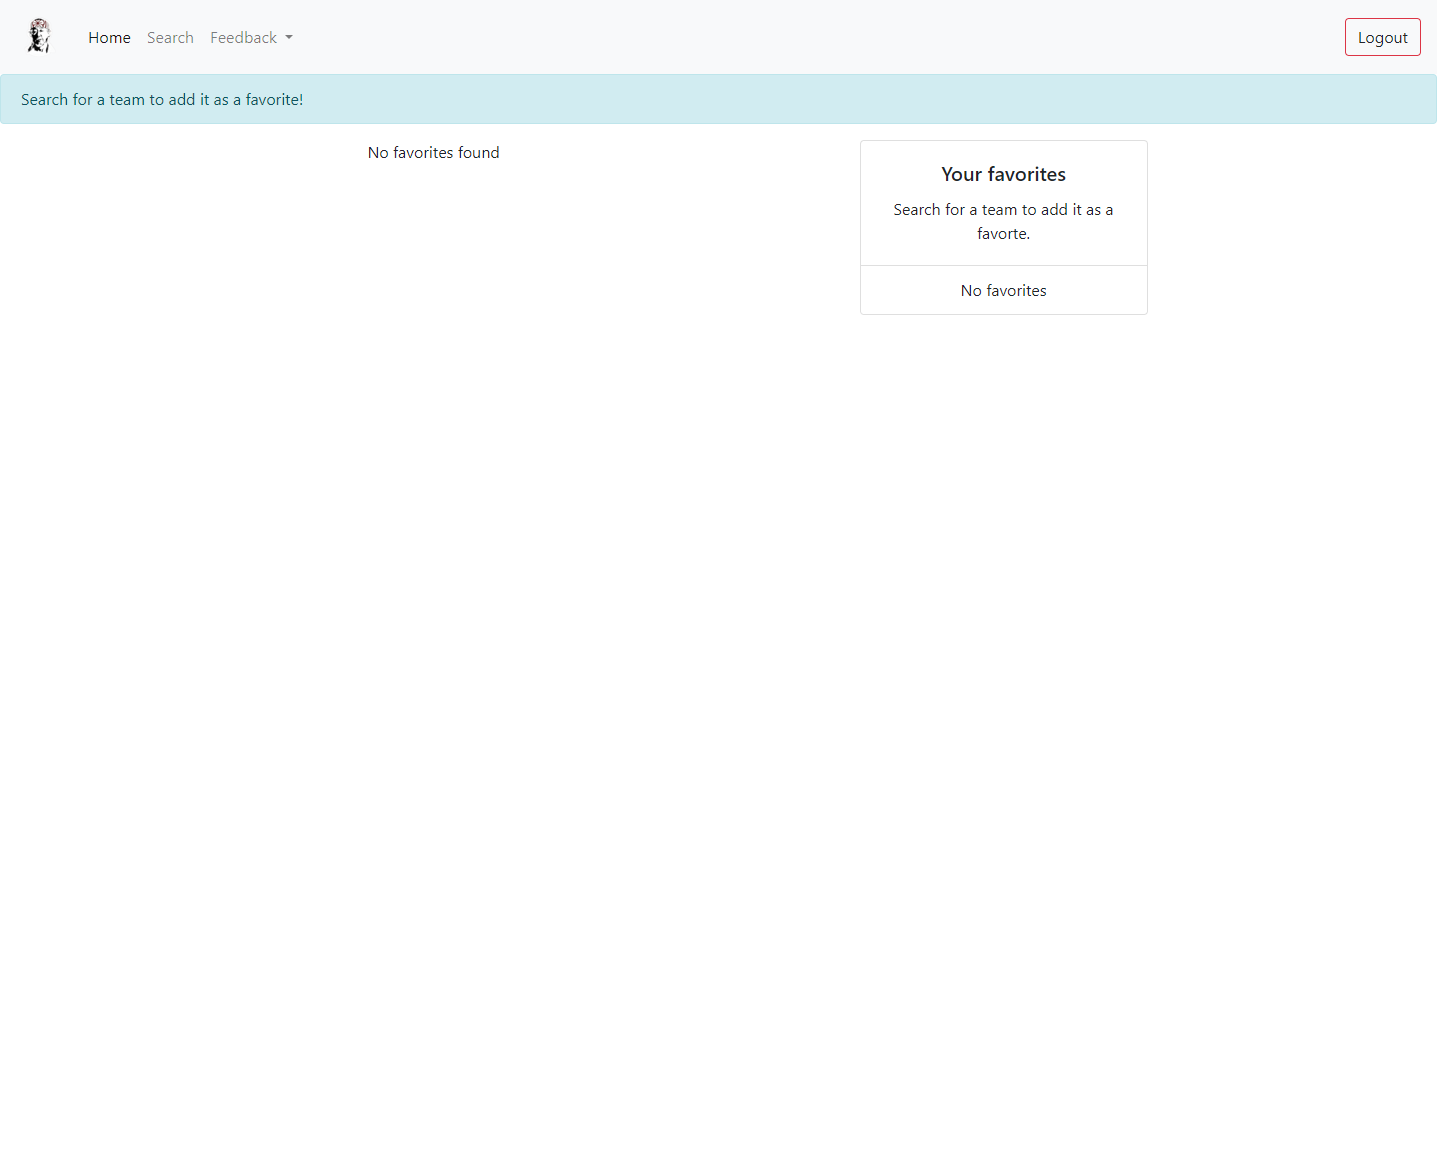 Home Search Feedback Logout
Search for a team to add it as a favorite!
No favorites found
Your favorites
Search for a team to add it as a
favorte.
No favorites